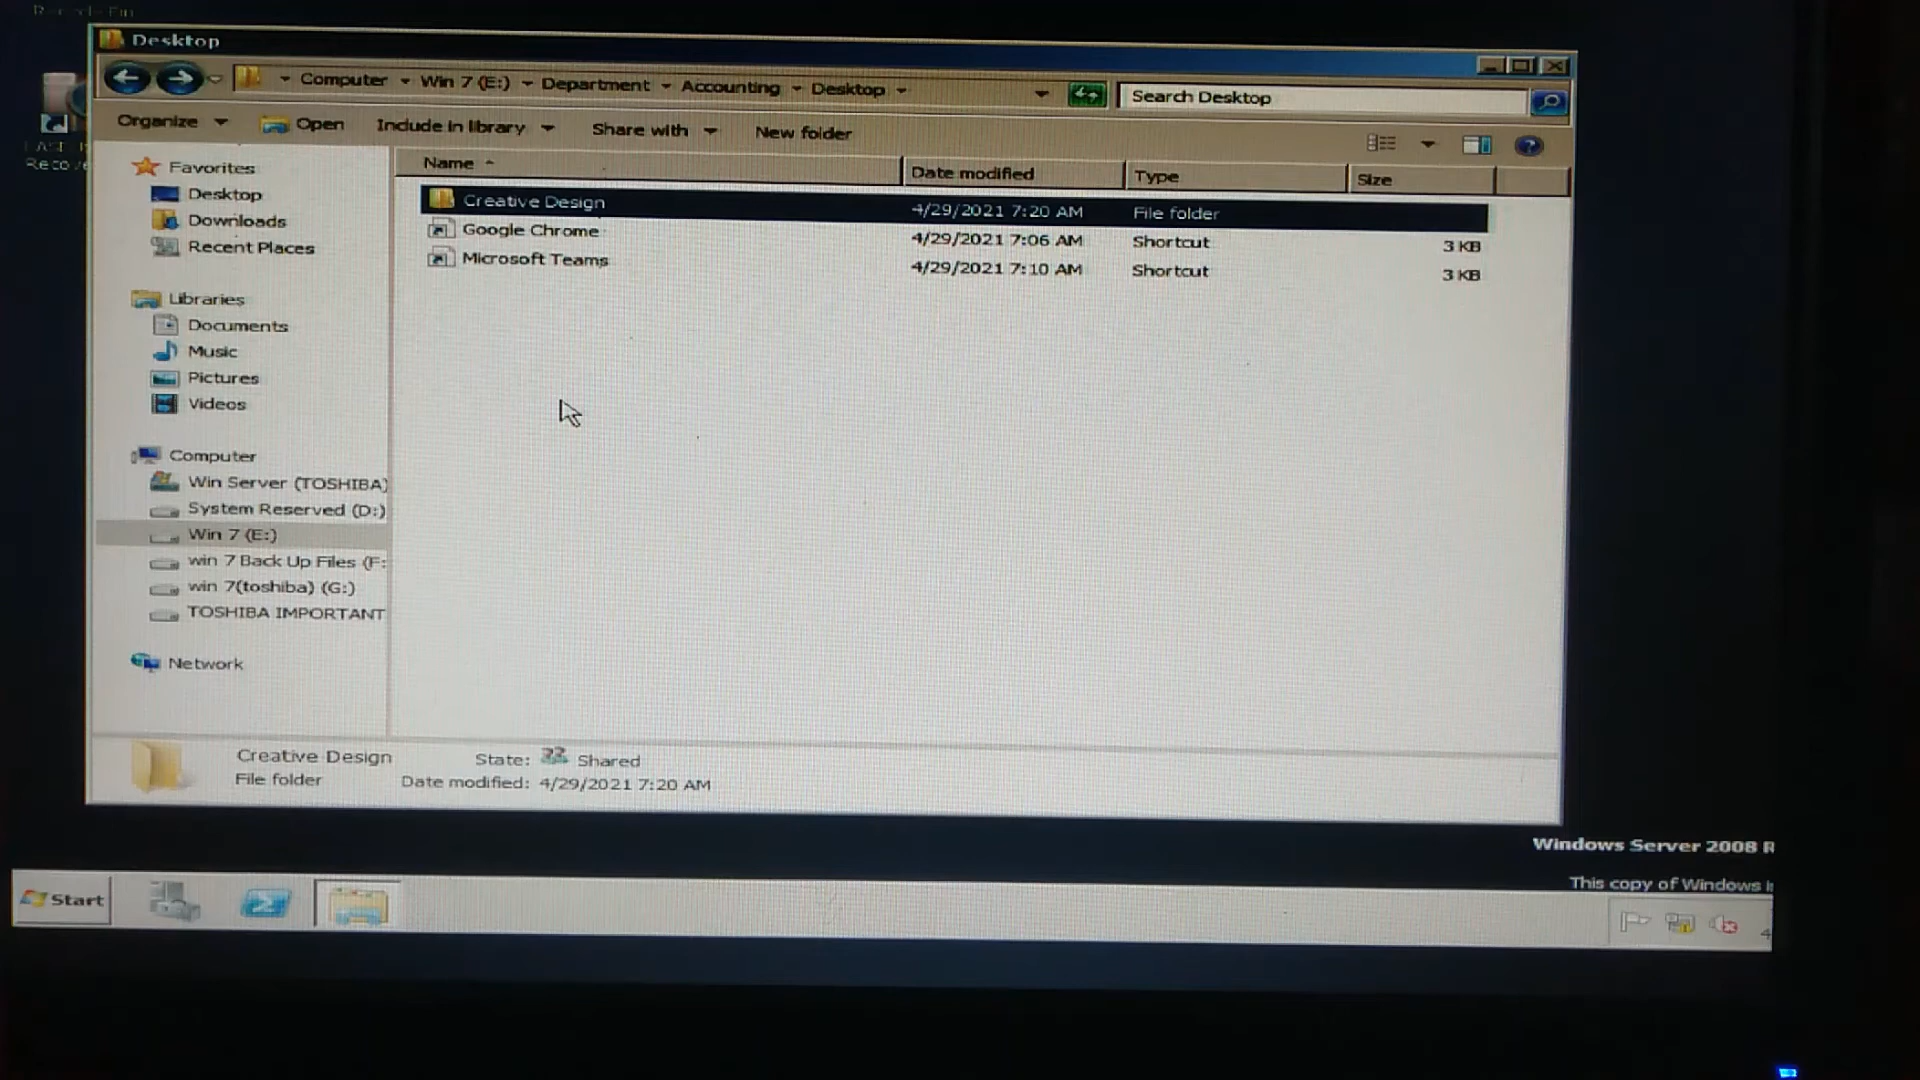 Desktop
Computer Win 7 (E:) Department Accounting Desktop
Search Desktop
Organize Open Include in library Share with New folder
Name Date modified Type Size
Creative Design 4/29/2021 7:20 AM File folder
Google Chrome 4/29/2021 7:06 AM Shortcut 3 KB
Microsoft Teams 4/29/2021 7:10 AM Shortcut 3 KB
Favorites
Desktop
Downloads
Recent Places
Libraries
Documents
Music
Pictures
Videos
Computer
Win Server (TOSHIBA)
System Reserved (D:)
Win 7 (E:)
win 7 Back Up Files (F:
win 7(toshiba) (G:)
TOSHIBA IMPORTANT
Network
Creative Design State: Shared
File folder Date modified: 4/29/2021 7:20 AM
Windows Server 2008 R
This copy of Windows i
Start